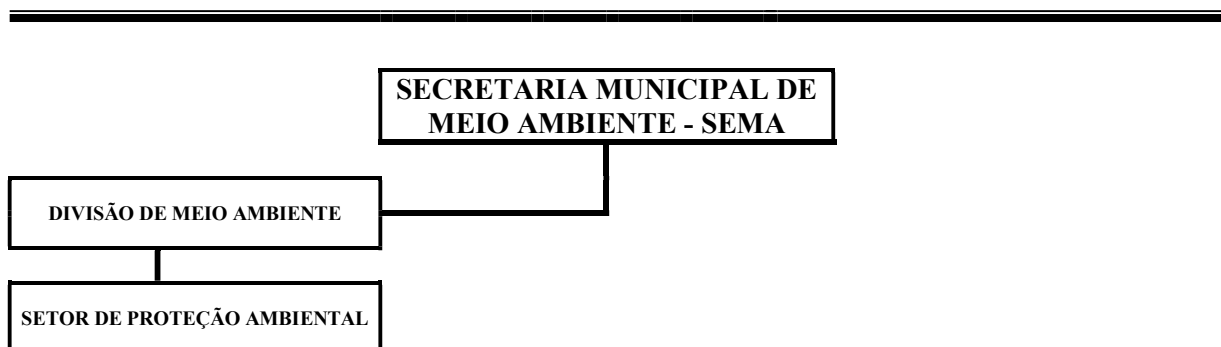 SECRETARIA MUNICIPAL DE
MEIO AMBIENTE - SEMA
DIVISÃO DE MEIO AMBIENTE
SETOR DE PROTEÇÃO AMBIENTAL